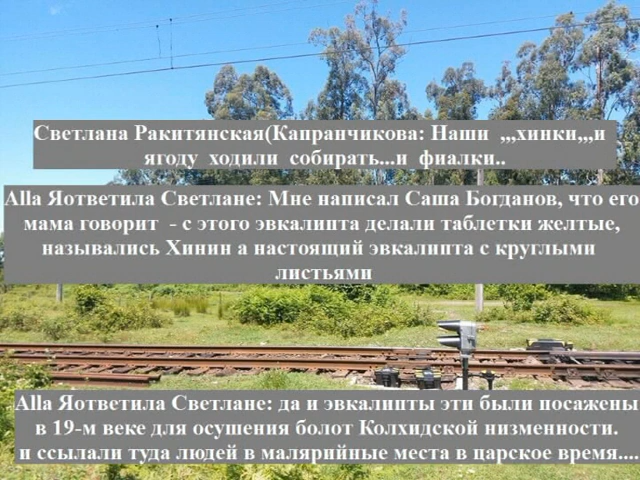 Светлана Ракитянская(Капранчикова: Наши ,,,хинки,,,и
ягоду ходили собирать...и фиалки..
Alla Яответила Светлане: Мне написал Саша Богданов, что его
мама говорит - с этого эвкалипта делали таблетки желтые,
назывались Хинин а настоящий эвкалипта с круглыми
листьями
Alla Яответила Светлане: да и эвкалипты эти были посажены
в 19-м веке для осушения болот Колхидской низменности.
и ссылали туда людей в малярийные места в царское время....